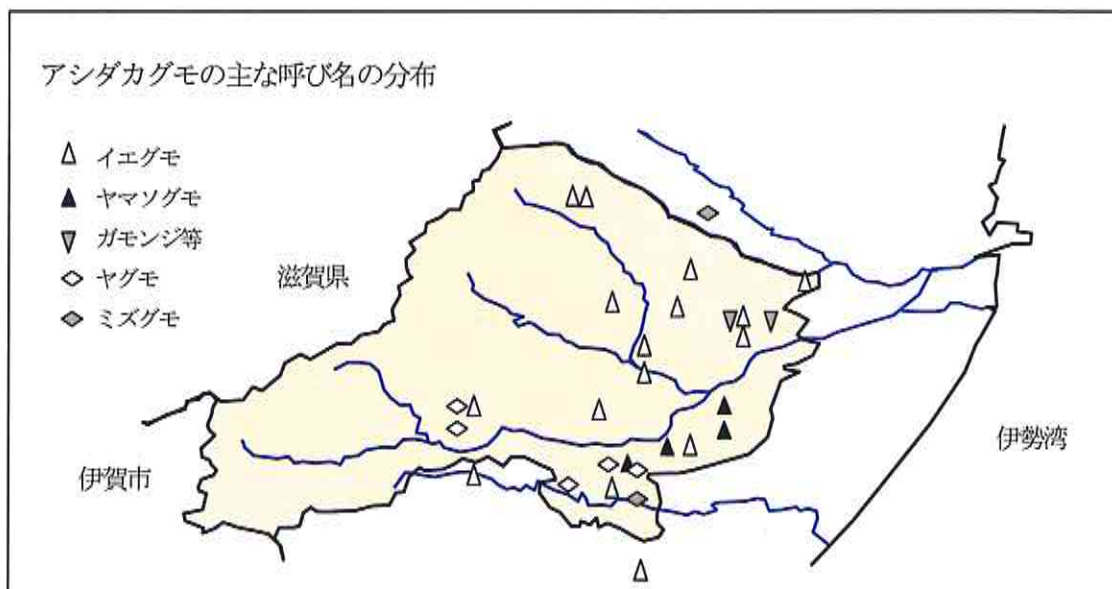 アシダカグモの主な呼び名の分布
イエグモ
ヤマソグモ
ガモンジ等
ヤグモ
ミズグモ
滋賀県
伊賀市
伊勢湾